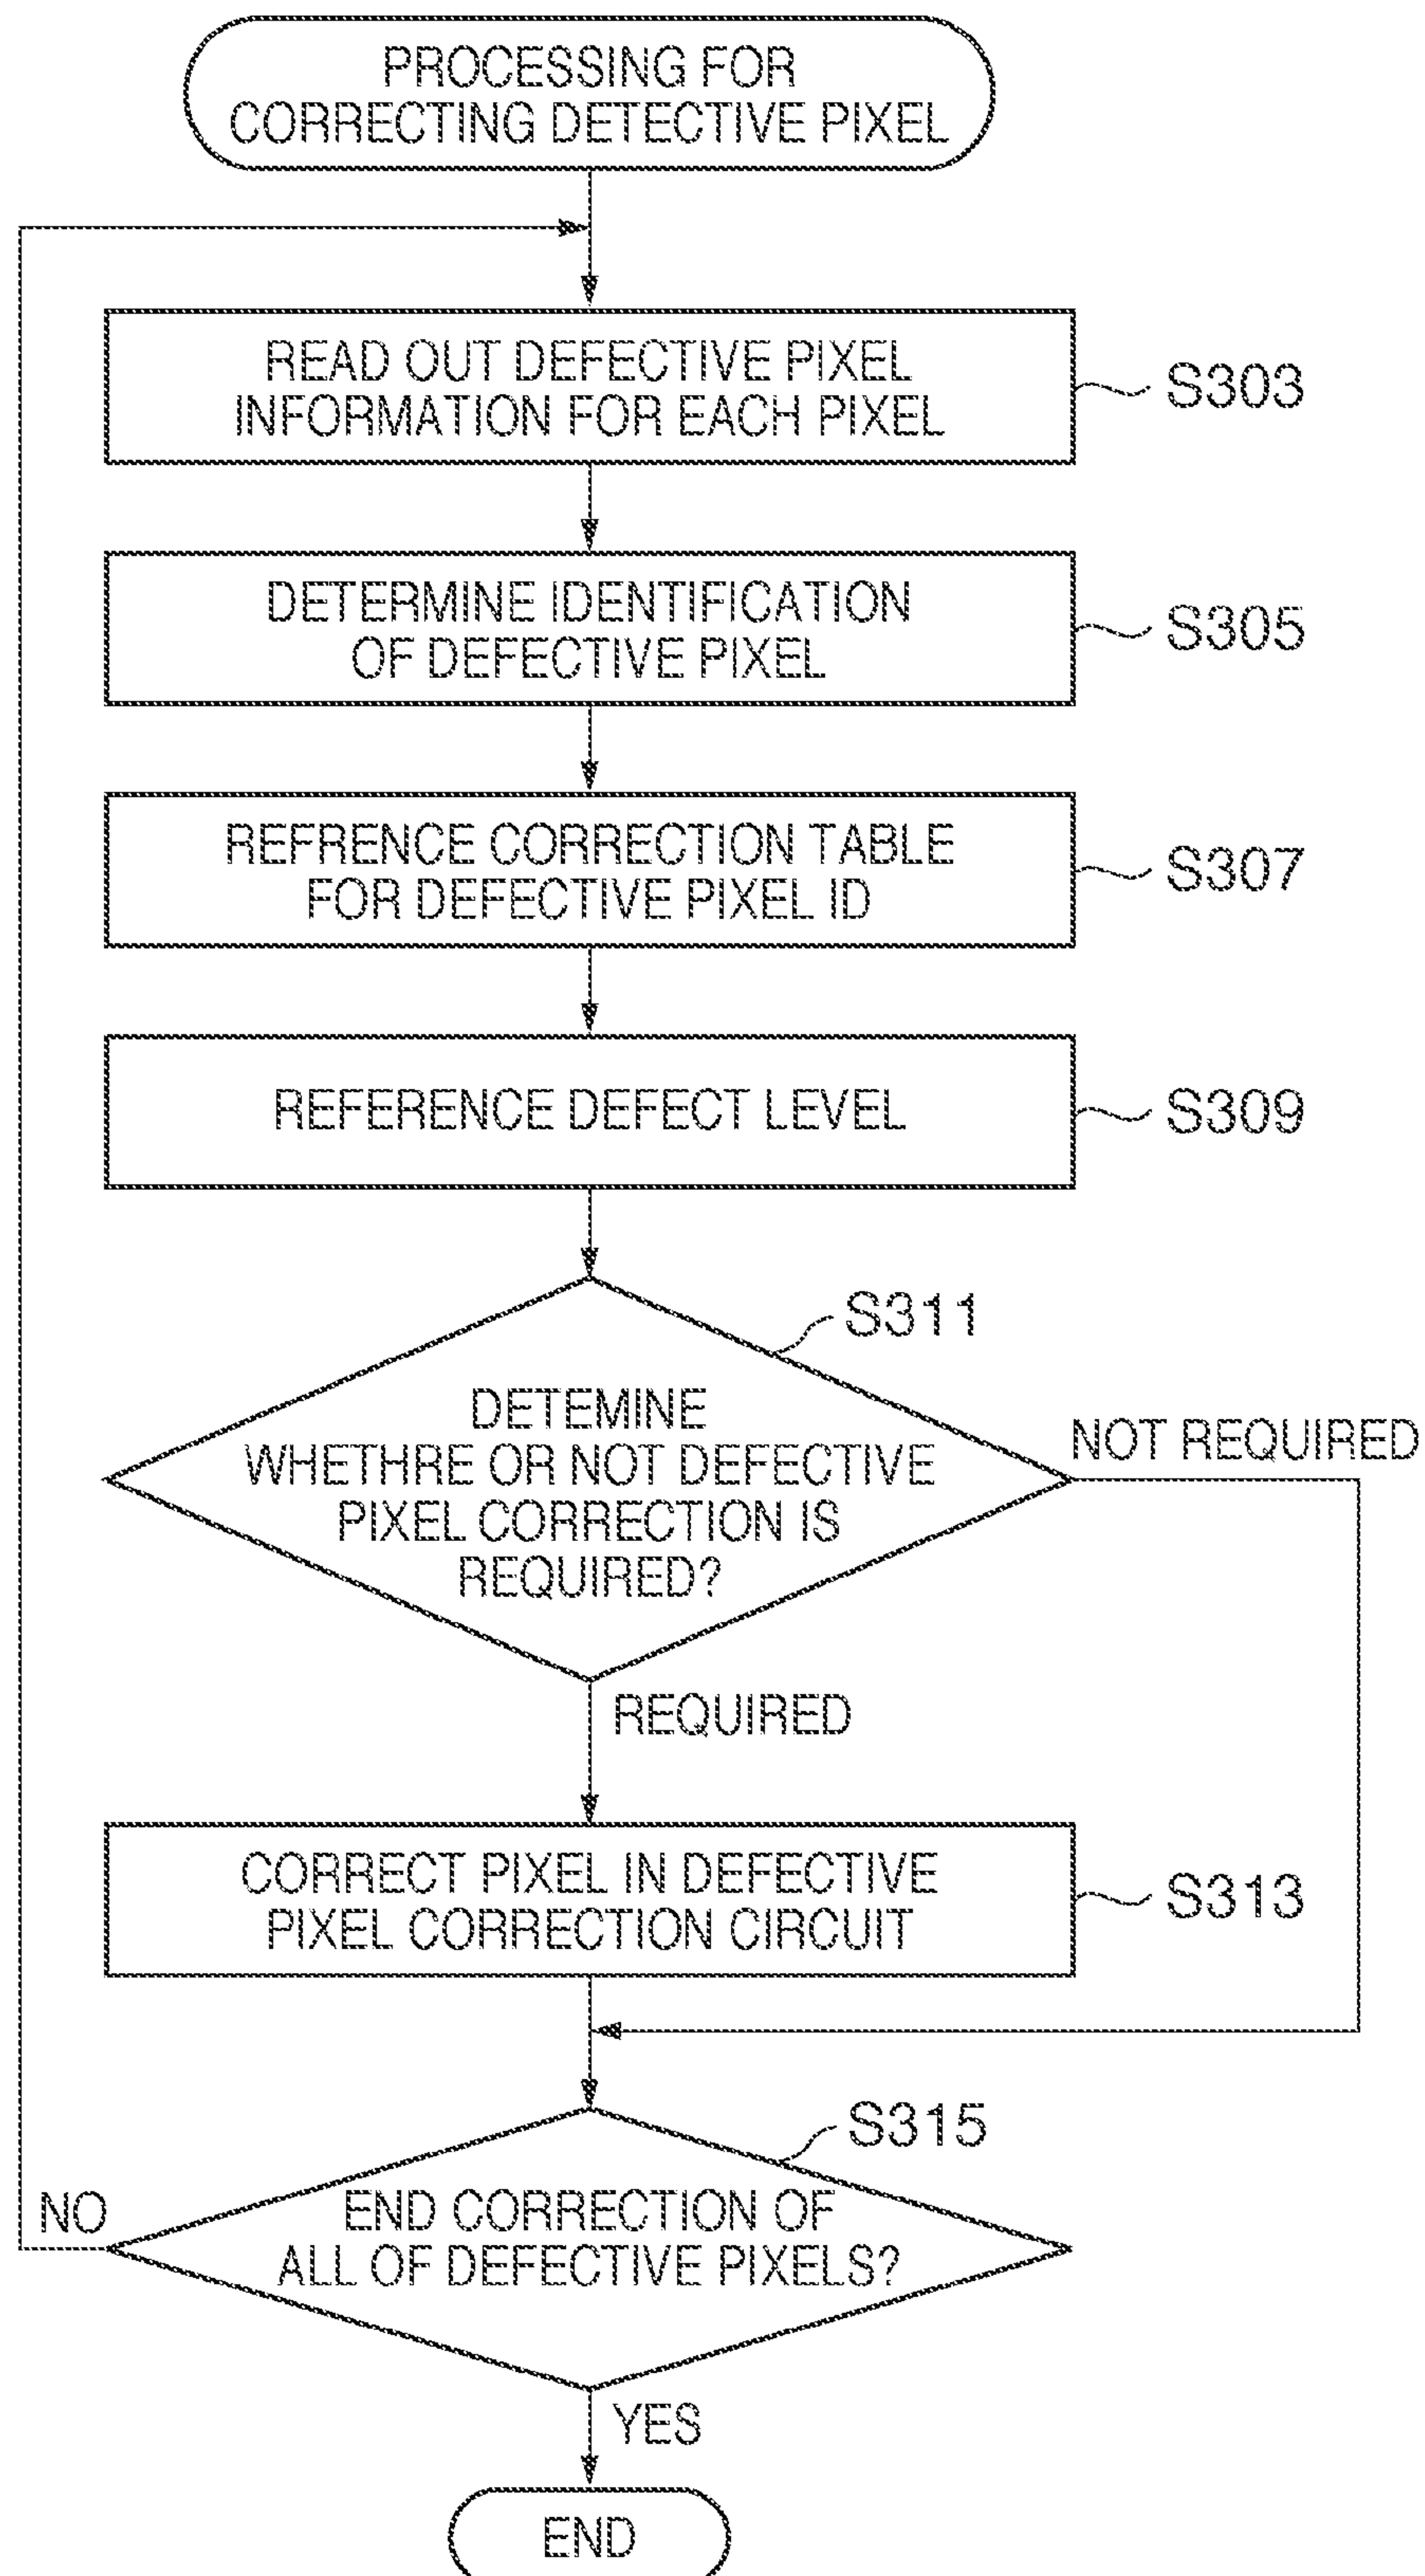 PROCESSING FOR
CORRECTING DETECTIVE PIXEL
READ OUT DEFECTIVE PIXEL
INFORMATION FOR EACH PIXEL
S303
DETERMINE IDENTIFICATION
OF DEFECTIVE PIXEL
S305
REFRENCE CORRECTION TABLE
FOR DEFECTIVE PIXEL ID
S307
REFERENCE DEFECT LEVEL
S309
S311
DETEMINE
WHETHRE OR NOT DEFECTIVE
PIXEL CORRECTION IS
REQUIRED?
NOT REQUIRED
REQUIRED
CORRECT PIXEL IN DEFECTIVE
PIXEL CORRECTION CIRCUIT
S313
S315
END CORRECTION OF
ALL OF DEFECTIVE PIXELS?
NO
YES
END